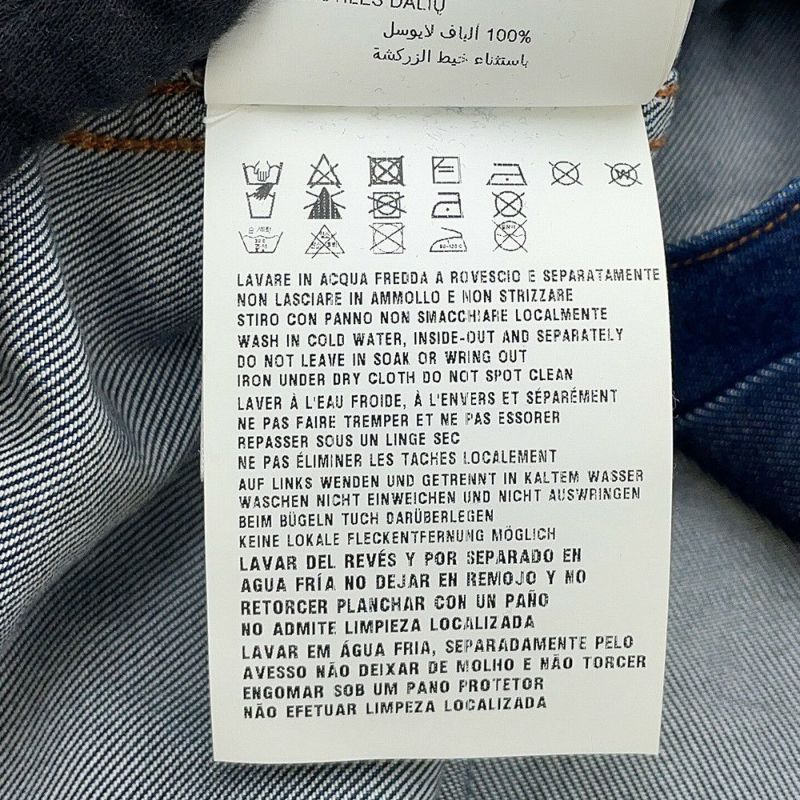 DALIŲ
100% ألياف لايوسل
باستثناء خيط الزركشة
LAVARE IN ACQUA FREDDA A ROVESCIO E SEPARATAMENTE
NON LASCIARE IN AMMOLLO E NON STRIZZARE
STIRO CON PANNO NON SMACCHIARE LOCALMENTE
WASH IN COLD WATER, INSIDE-OUT AND SEPARATELY
DO NOT LEAVE IN SOAK OR WRING OUT
IRON UNDER DRY CLOTH DO NOT SPOT CLEAN
LAVER À L'EAU FROIDE, À L'ENVERS ET SÉPARÉMENT
NE PAS FAIRE TREMPER ET NE PAS ESSORER
REPASSER SOUS UN LINGE SEC
NE PAS ÉLIMINER LES TACHES LOCALEMENT
AUF LINKS WENDEN UND GETRENNT IN KALTEM WASSER
WASCHEN NICHT EINWEICHEN UND NICHT AUSWRINGEN
BEIM BÜGELN TUCH DARÜBERLEGEN
KEINE LOKALE FLECKENTFERNUNG MÖGLICH
LAVAR DEL REVÉS Y POR SEPARADO EN
AGUA FRÍA NO DEJAR EN REMOJO Y NO
RETORCER PLANCHAR CON UN PAÑO
NO ADMITE LIMPIEZA LOCALIZADA
LAVAR EM ÁGUA FRIA, SEPARADAMENTE PELO
AVESSO NÃO DEIXAR DE MOLHO E NÃO TORCER
ENGOMAR SOB UM PANO PROTETOR
NÃO EFETUAR LIMPEZA LOCALIZADA